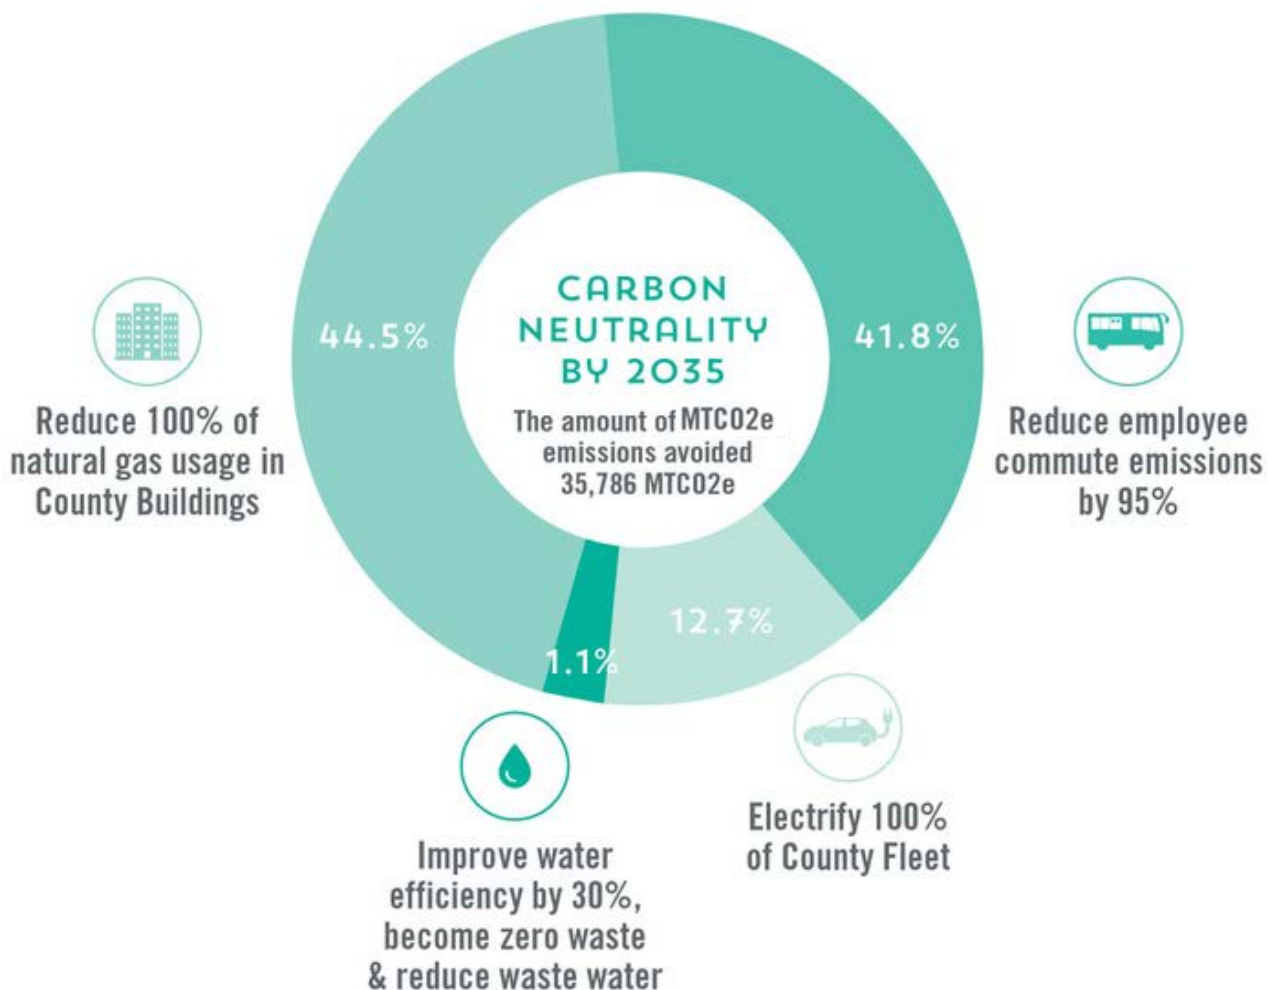 CARBON
NEUTRALITY
BY 2035
The amount of MTCO2e
emissions avoided
35,786 MTCO2e
44.5%
41.8%
12.7%
1.1%
Reduce 100% of
natural gas usage in
County Buildings
Reduce employee
commute emissions
by 95%
Electrify 100%
of County Fleet
Improve water
efficiency by 30%,
become zero waste
& reduce waste water